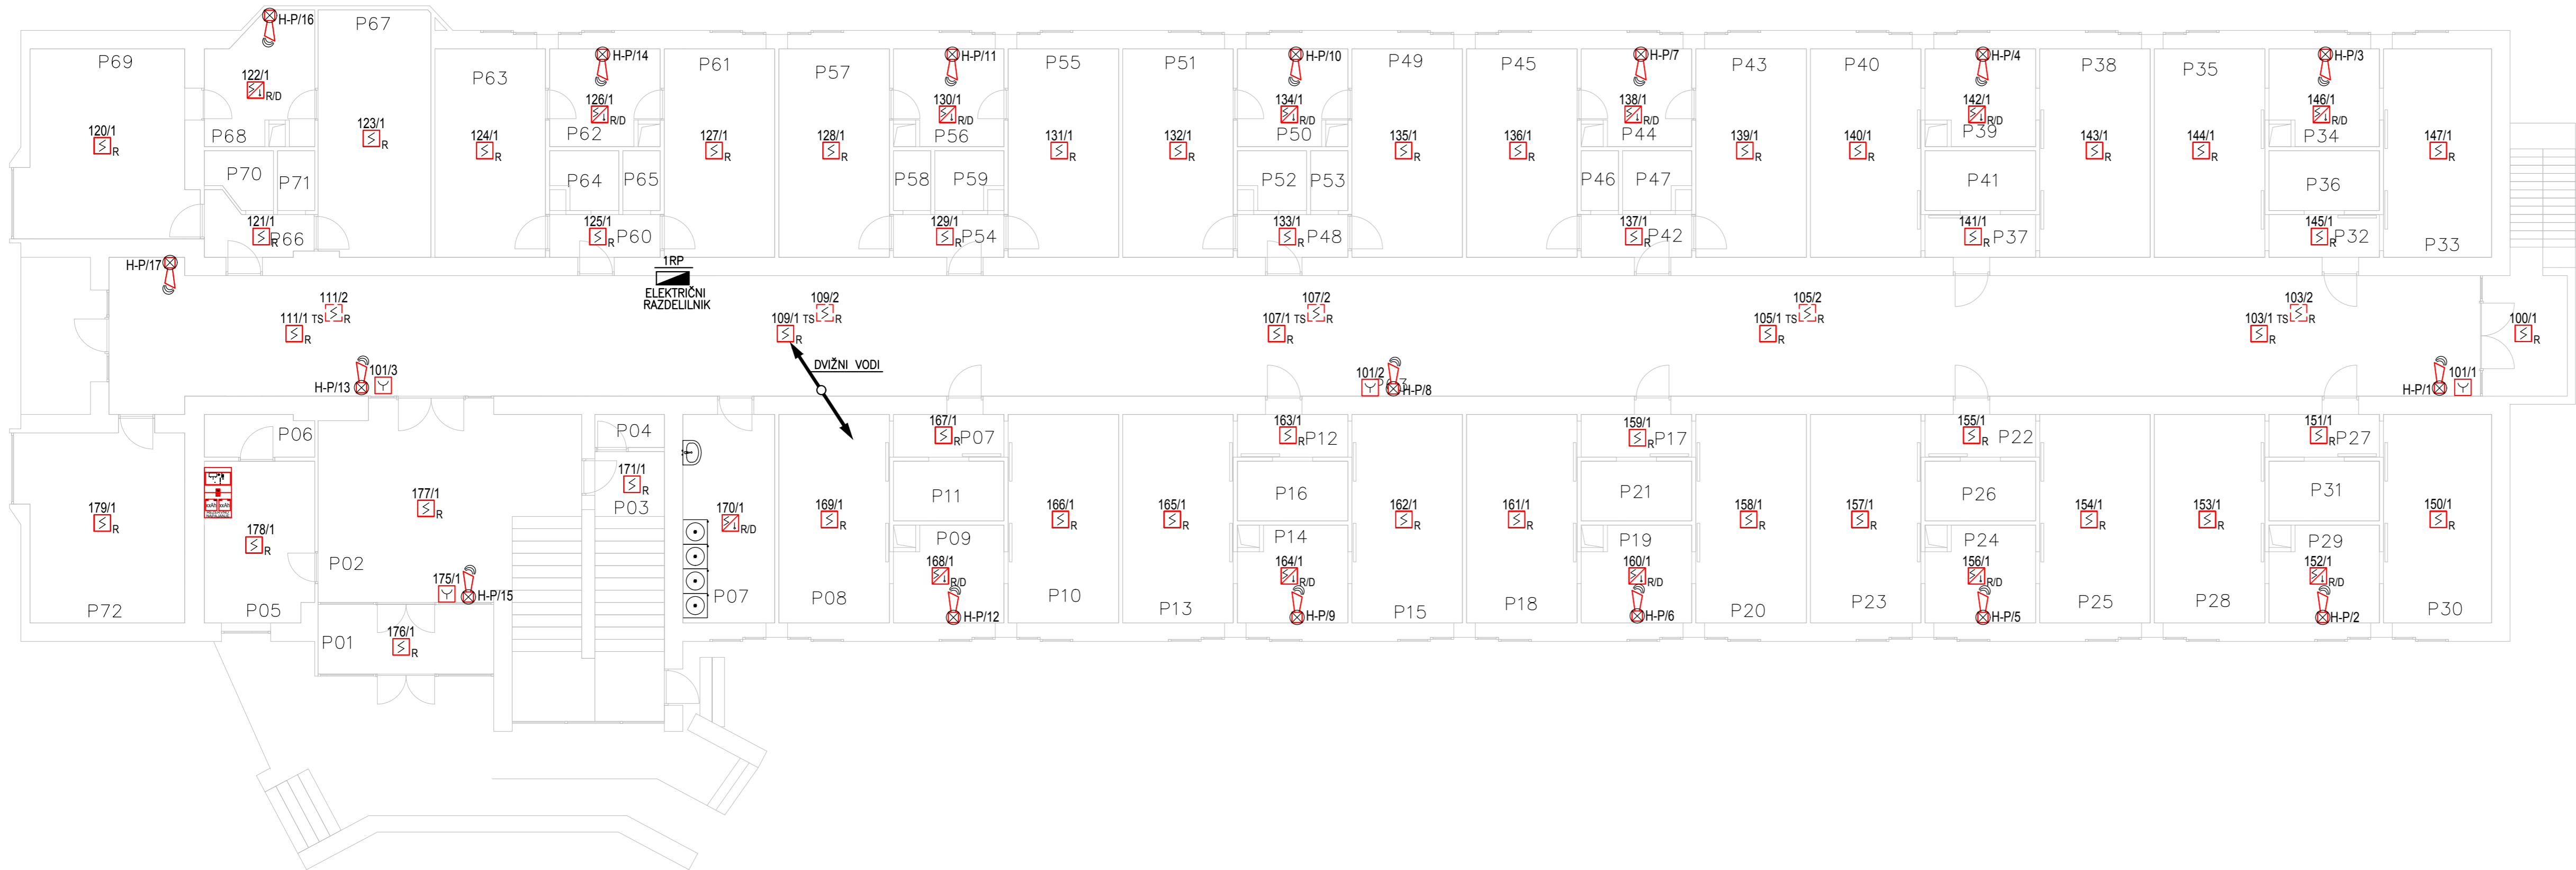 H-P/16
P67
P69
122/1
R/D
P68
120/1
R
123/1
R
P70
P71
121/1
R
P66
P63
124/1
R
H-P/14
126/1
R/D
P62
P64
P65
125/1
R
P60
P61
127/1
R
P57
128/1
R
H-P/11
130/1
R/D
P56
P58
P59
129/1
R
P54
P55
131/1
R
P51
132/1
R
H-P/10
134/1
R/D
P50
P52
P53
133/1
R
P48
P49
135/1
R
P45
136/1
R
H-P/7
138/1
R/D
P44
P46
P47
137/1
R
P42
P43
139/1
R
P40
140/1
R
H-P/4
142/1
R/D
P39
P41
141/1
R
P37
P38
143/1
R
P35
144/1
R
H-P/3
146/1
R/D
P34
P36
145/1
R
P32
147/1
R
P33
H-P/17
1RP
ELEKTRIČNI
RAZDELILNIK
111/2
R
111/1 TS
R
109/2
R
109/1 TS
R
107/2
R
107/1 TS
R
105/2
R
105/1 TS
R
103/2
R
103/1 TS
R
100/1
R
DVIŽNI VODI
H-P/13
101/3
101/2
H-P/8
H-P/1
101/1
P06
P04
167/1
R
P07
163/1
R
P12
159/1
R
P17
155/1
R
P22
151/1
R
P27
179/1
R
P72
178/1
R
P05
177/1
R
P02
175/1
H-P/15
P01
176/1
R
171/1
R
P03
170/1
R/D
P07
169/1
R
P08
P11
P09
168/1
R/D
H-P/12
166/1
R
P10
165/1
R
P13
P16
P14
164/1
R/D
H-P/9
162/1
R
P15
161/1
R
P18
P21
P19
160/1
R/D
H-P/6
158/1
R
P20
157/1
R
P23
P26
P24
156/1
R/D
H-P/5
154/1
R
P25
153/1
R
P28
P31
P29
152/1
R/D
H-P/2
150/1
R
P30